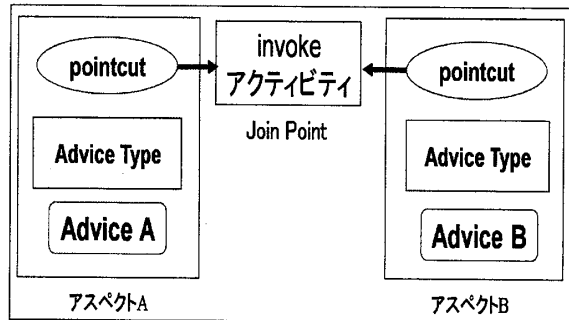 pointcut
Advice Type
Advice A
アスペクトA
invoke
アクティビティ
Join Point
pointcut
Advice Type
Advice B
アスペクトB